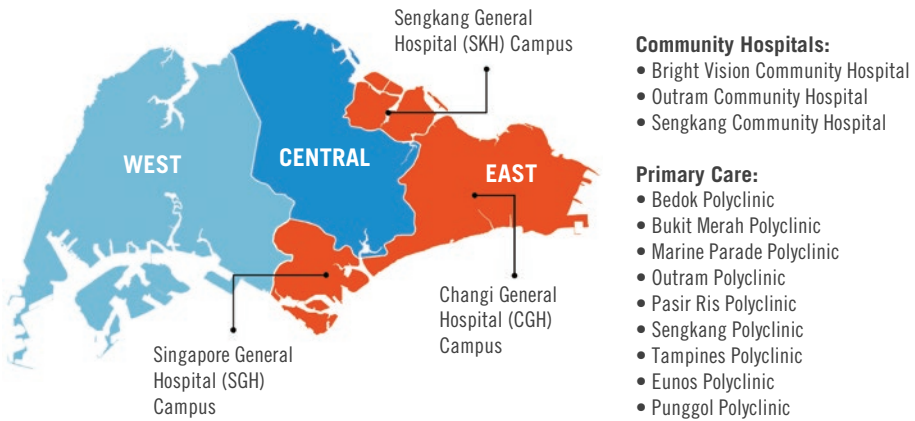 Sengkang General
Hospital (SKH) Campus
WEST
CENTRAL
EAST
Changi General
Hospital (CGH)
Campus
Singapore General
Hospital (SGH)
Campus
Community Hospitals:
• Bright Vision Community Hospital
• Outram Community Hospital
• Sengkang Community Hospital
Primary Care:
• Bedok Polyclinic
• Bukit Merah Polyclinic
• Marine Parade Polyclinic
• Outram Polyclinic
• Pasir Ris Polyclinic
• Sengkang Polyclinic
• Tampines Polyclinic
• Eunos Polyclinic
• Punggol Polyclinic